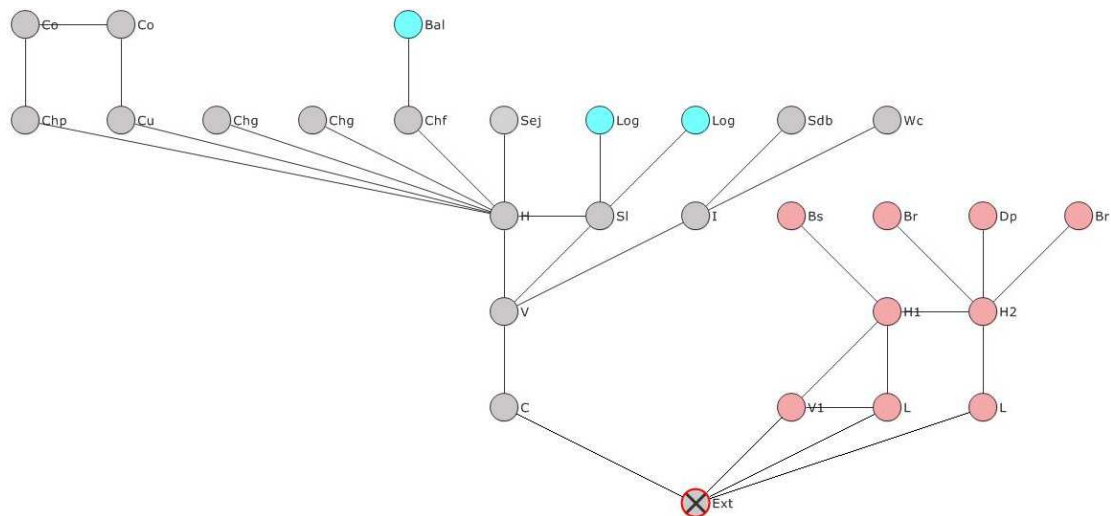 Co Co Bal
Chp Cu Chg Chg Chf Sej Log Log Sdb Wc
H Sl I Bs Br Dp Br
V H1 H2
C V1 L L
Ext